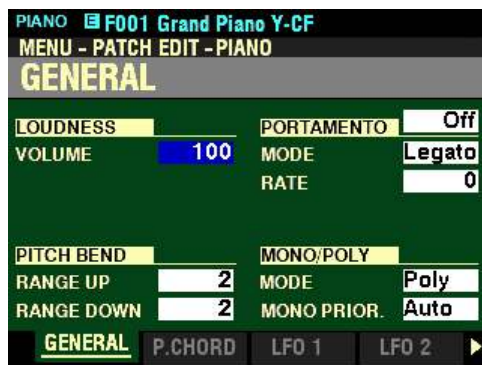 PIANO E F001 Grand Piano Y-CF
MENU - PATCH EDIT - PIANO
GENERAL
LOUDNESS
VOLUME 100
PORTAMENTO Off
MODE Legato
RATE 0
PITCH BEND
RANGE UP 2
RANGE DOWN 2
MONO/POLY
MODE Poly
MONO PRIOR. Auto
GENERAL P.CHORD LFO 1 LFO 2